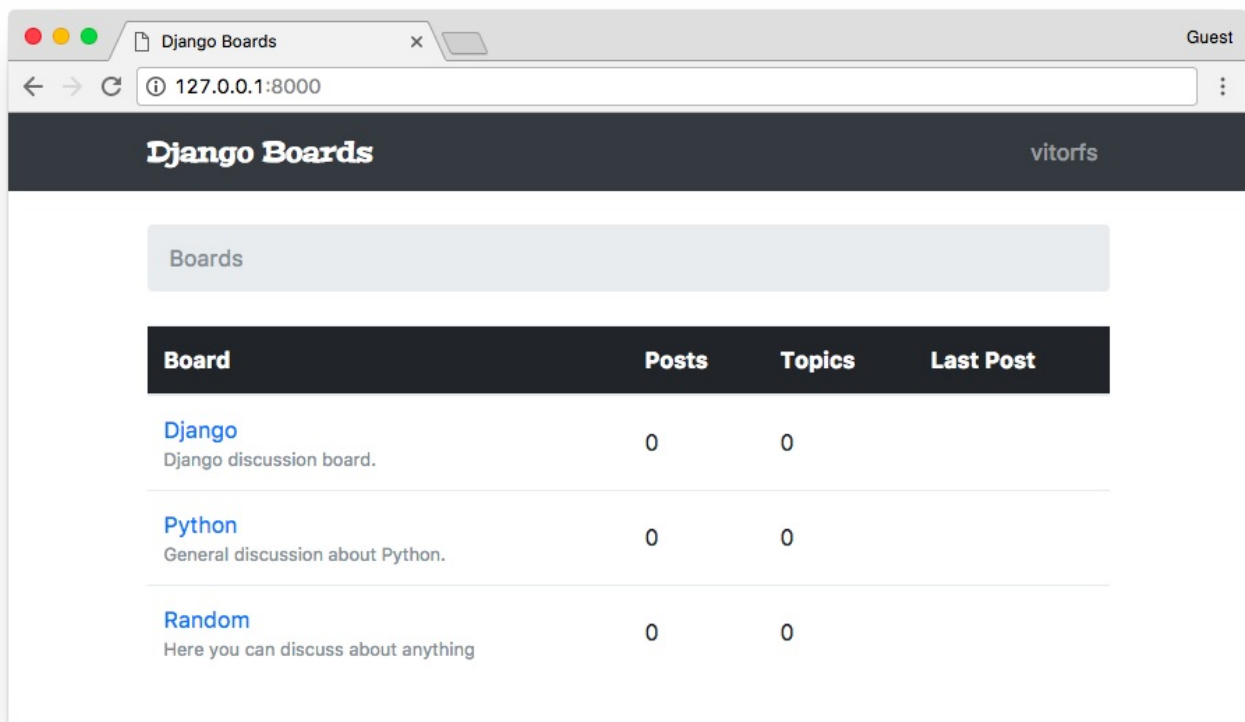 Django Boards
Guest
127.0.0.1:8000
Django Boards vitorfs
Boards
Board Posts Topics Last Post
Django
Django discussion board.
0 0
Python
General discussion about Python.
0 0
Random
Here you can discuss about anything
0 0